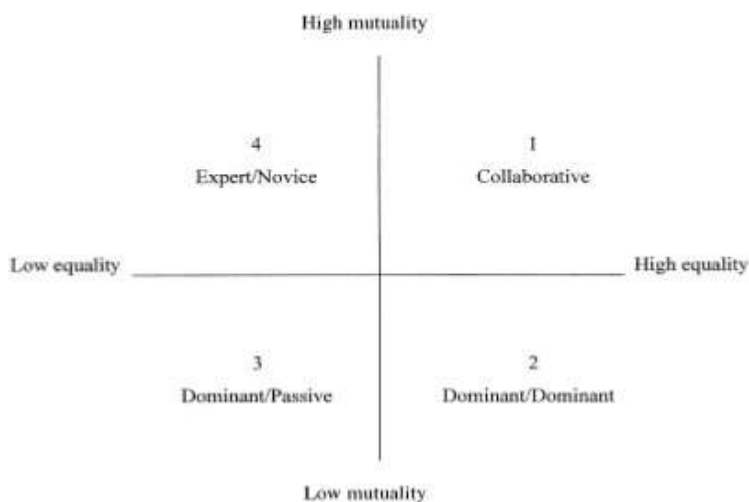 High mutuality
4
1
Expert/Novice
Collaborative
Low equality
High equality
3
2
Dominant/Passive
Dominant/Dominant
Low mutuality